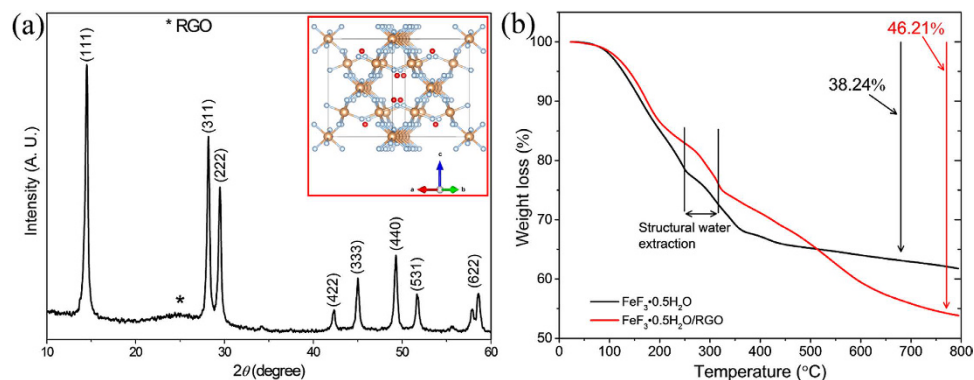 (a)
* RGO
(111)
(311)
(222)
*
(422)
(333)
(440)
(531)
(622)
a
b
c
Intensity (A. U.)
10 20 30 40 50 60
2θ (degree)
(b)
46.21%
38.24%
Structural water
extraction
FeF₃•0.5H₂O
FeF₃•0.5H₂O/RGO
Weight loss (%)
100
90
80
70
60
50
0 100 200 300 400 500 600 700 800
Temperature (°C)